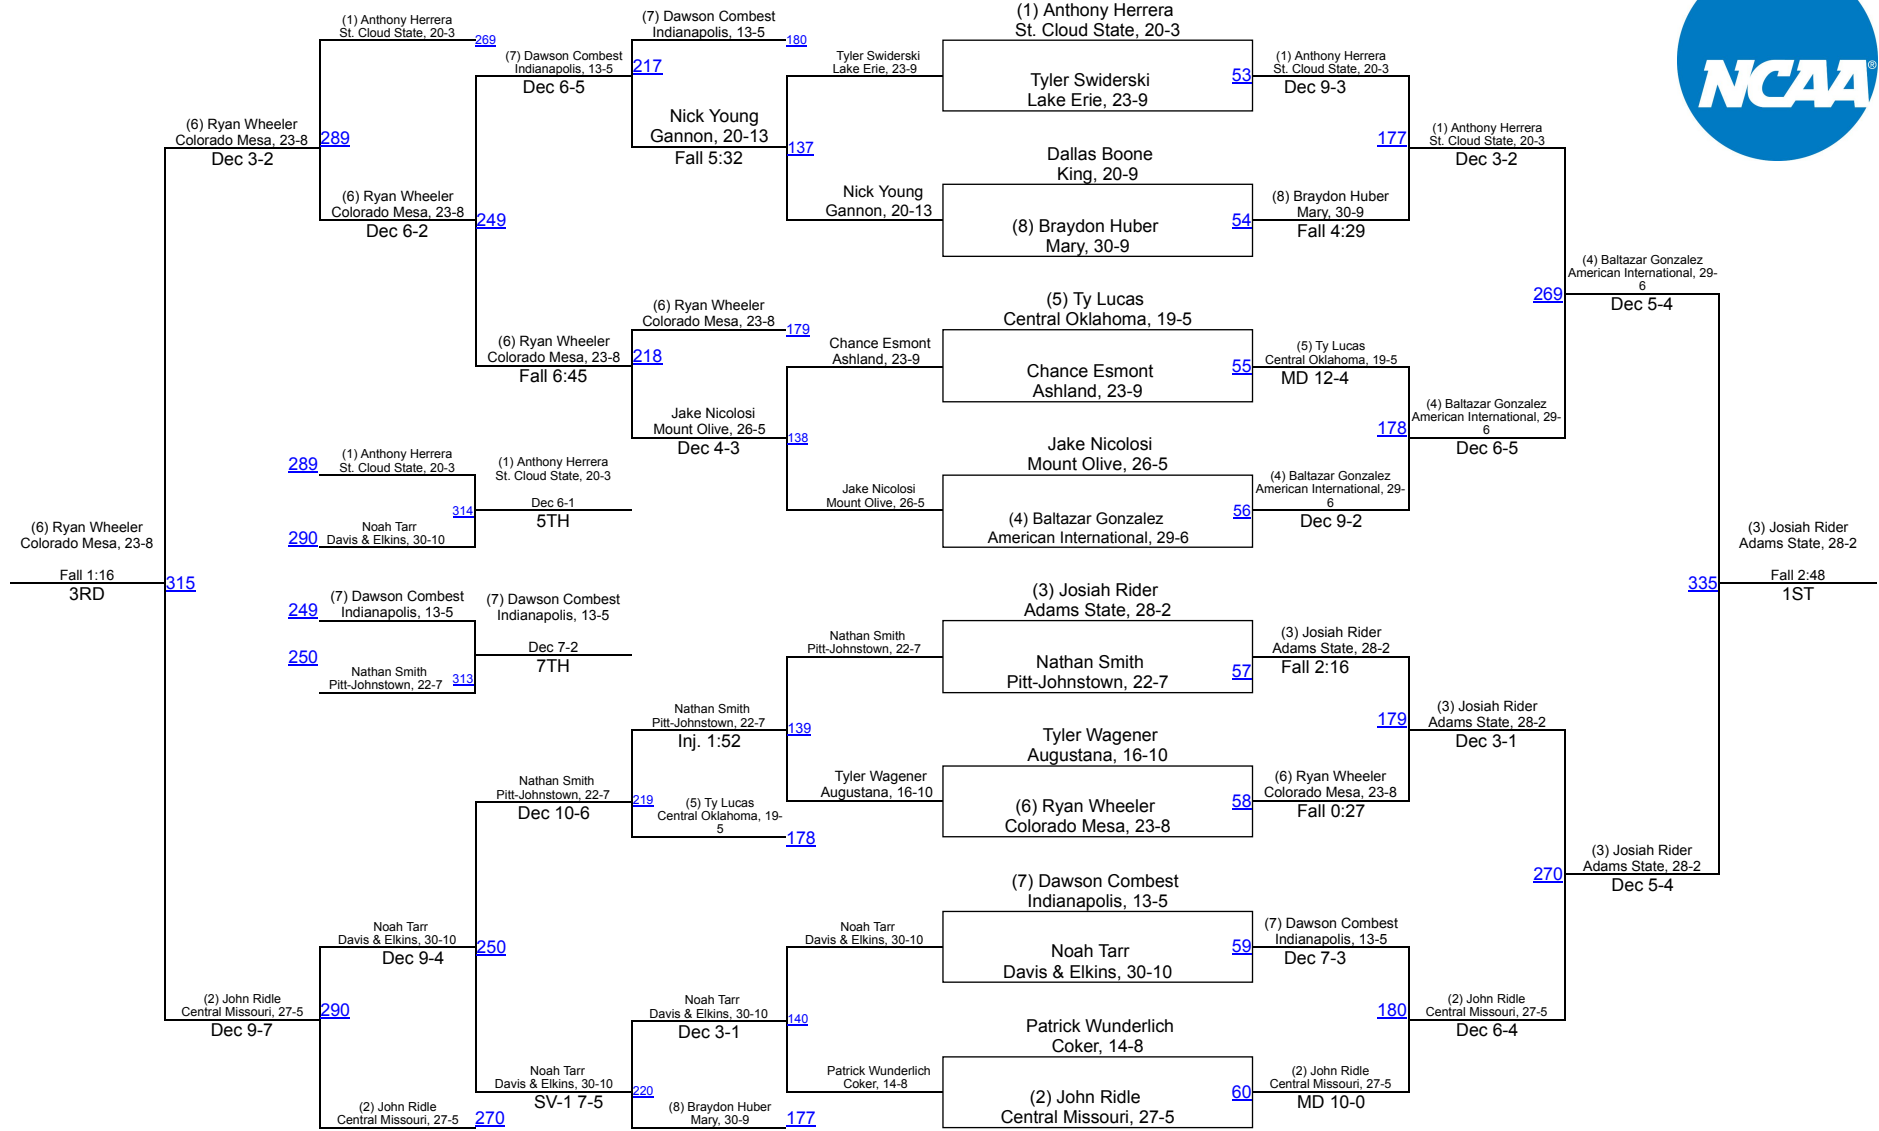 (1) Anthony Herrera
St. Cloud State, 20-3
269
(6) Ryan Wheeler
Colorado Mesa, 23-8
Dec 3-2
289
(6) Ryan Wheeler
Colorado Mesa, 23-8
Dec 6-2
249
(7) Dawson Combest
Indianapolis, 13-5
Dec 6-5
217
(7) Dawson Combest
Indianapolis, 13-5
180
Nick Young
Gannon, 20-13
Fall 5:32
137
Tyler Swiderski
Lake Erie, 23-9
Nick Young
Gannon, 20-13
(6) Ryan Wheeler
Colorado Mesa, 23-8
Fall 6:45
218
(6) Ryan Wheeler
Colorado Mesa, 23-8
179
Jake Nicolosi
Mount Olive, 26-5
Dec 4-3
138
Chance Esmont
Ashland, 23-9
Jake Nicolosi
Mount Olive, 26-5
(1) Anthony Herrera
St. Cloud State, 20-3
Tyler Swiderski
Lake Erie, 23-9
53
Dallas Boone
King, 20-9
(8) Braydon Huber
Mary, 30-9
54
(5) Ty Lucas
Central Oklahoma, 19-5
Chance Esmont
Ashland, 23-9
55
Jake Nicolosi
Mount Olive, 26-5
(4) Baltazar Gonzalez
American International, 29-6
56
(1) Anthony Herrera
St. Cloud State, 20-3
Dec 9-3
177
(8) Braydon Huber
Mary, 30-9
Fall 4:29
(1) Anthony Herrera
St. Cloud State, 20-3
Dec 3-2
(5) Ty Lucas
Central Oklahoma, 19-5
MD 12-4
178
(4) Baltazar Gonzalez
American International, 29-
6
Dec 9-2
(4) Baltazar Gonzalez
American International, 29-
6
Dec 6-5
269
(4) Baltazar Gonzalez
American International, 29-
6
Dec 5-4
NCAA®
289
(1) Anthony Herrera
St. Cloud State, 20-3
290
Noah Tarr
Davis & Elkins, 30-10
314
(1) Anthony Herrera
St. Cloud State, 20-3
Dec 6-1
5TH
(6) Ryan Wheeler
Colorado Mesa, 23-8
Fall 1:16
3RD
315
249
(7) Dawson Combest
Indianapolis, 13-5
250
Nathan Smith
Pitt-Johnstown, 22-7
313
(7) Dawson Combest
Indianapolis, 13-5
Dec 7-2
7TH
Nathan Smith
Pitt-Johnstown, 22-7
Dec 10-6
219
Nathan Smith
Pitt-Johnstown, 22-7
Inj. 1:52
139
(5) Ty Lucas
Central Oklahoma, 19-
5
178
Nathan Smith
Pitt-Johnstown, 22-7
Tyler Wagener
Augustana, 16-10
Noah Tarr
Davis & Elkins, 30-10
Dec 9-4
250
(2) John Ridle
Central Missouri, 27-5
Dec 9-7
290
(2) John Ridle
Central Missouri, 27-5
270
Noah Tarr
Davis & Elkins, 30-10
SV-1 7-5
220
Noah Tarr
Davis & Elkins, 30-10
Dec 3-1
140
(8) Braydon Huber
Mary, 30-9
177
Noah Tarr
Davis & Elkins, 30-10
Patrick Wunderlich
Coker, 14-8
(3) Josiah Rider
Adams State, 28-2
Nathan Smith
Pitt-Johnstown, 22-7
57
Tyler Wagener
Augustana, 16-10
(6) Ryan Wheeler
Colorado Mesa, 23-8
58
(7) Dawson Combest
Indianapolis, 13-5
Noah Tarr
Davis & Elkins, 30-10
59
Patrick Wunderlich
Coker, 14-8
(2) John Ridle
Central Missouri, 27-5
60
(3) Josiah Rider
Adams State, 28-2
Fall 2:16
179
(6) Ryan Wheeler
Colorado Mesa, 23-8
Fall 0:27
(3) Josiah Rider
Adams State, 28-2
Dec 3-1
(7) Dawson Combest
Indianapolis, 13-5
Dec 7-3
180
(2) John Ridle
Central Missouri, 27-5
MD 10-0
(2) John Ridle
Central Missouri, 27-5
Dec 6-4
270
(3) Josiah Rider
Adams State, 28-2
Dec 5-4
335
(3) Josiah Rider
Adams State, 28-2
Fall 2:48
1ST